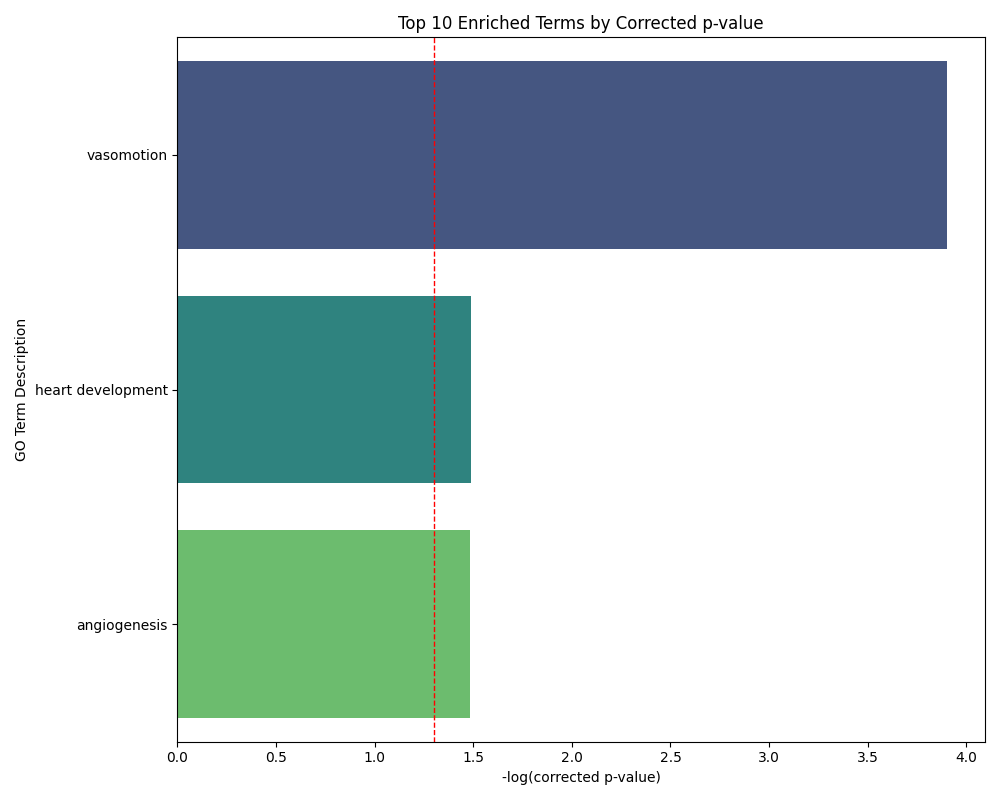 Top 10 Enriched Terms by Corrected p-value
GO Term Description
vasomotion
heart development
angiogenesis
0.0 0.5 1.0 1.5 2.0 2.5 3.0 3.5 4.0
-log(corrected p-value)